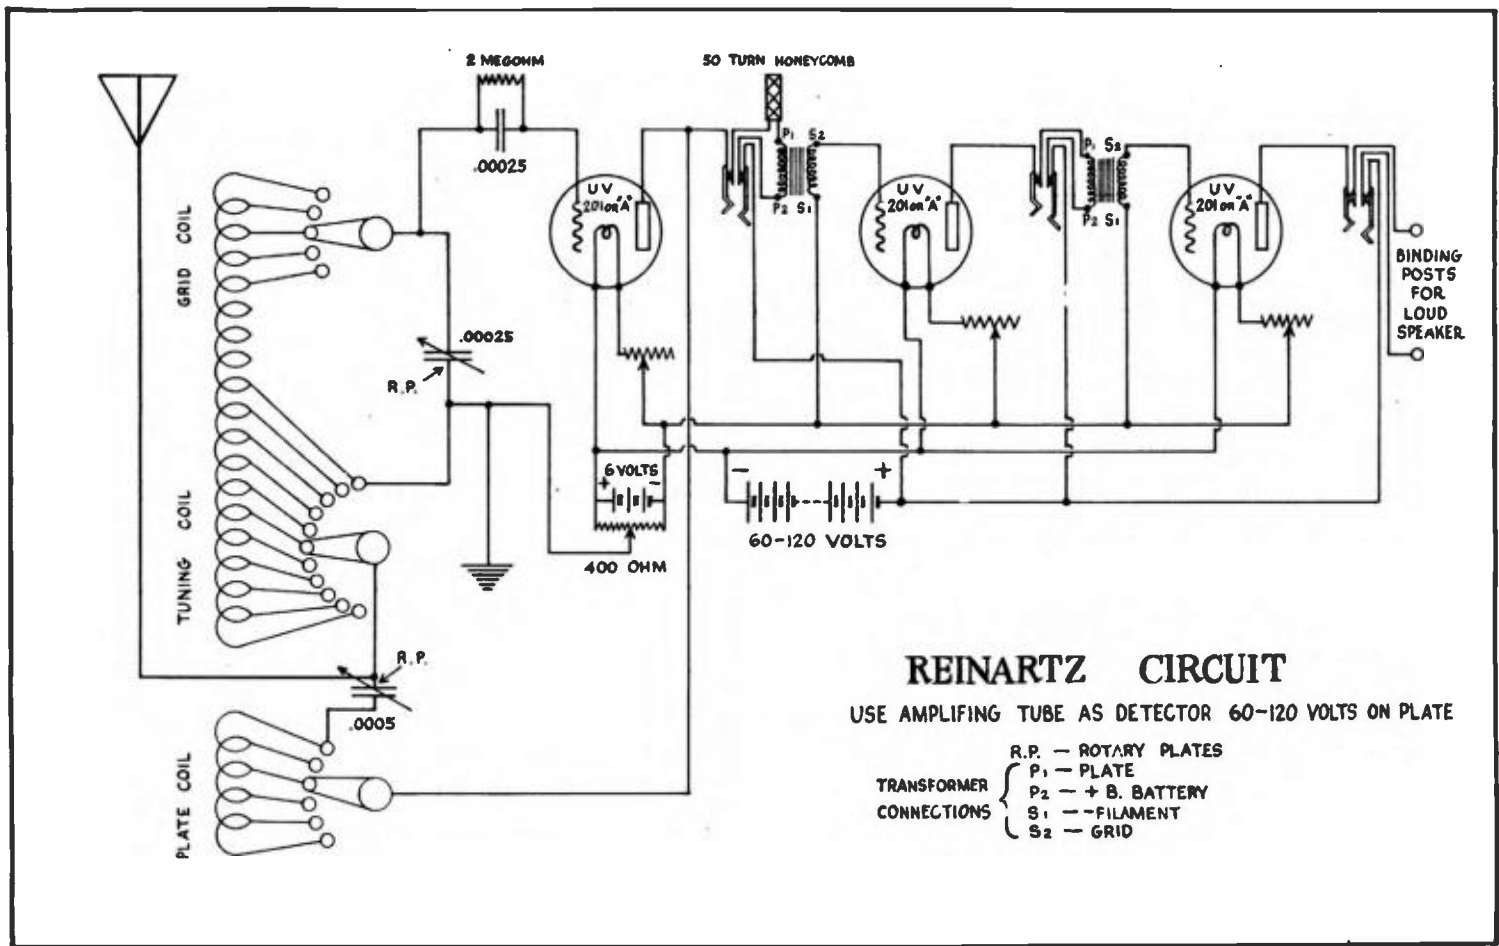 2 MEGOHM
50 TURN HONEYCOMB
.00025
P1 S2
P2 S1
P1 S2
P2 S1
UV
201 OR "A"
UV
201 OR "A"
UV
201 OR "A"
GRID COIL
.00025
R.P.
BINDING
POSTS
FOR
LOUD
SPEAKER
6 VOLTS
+ -
- +
60-120 VOLTS
400 OHM
TUNING COIL
R.P.
.0005
PLATE COIL
REINARTZ CIRCUIT
USE AMPLIFING TUBE AS DETECTOR 60-120 VOLTS ON PLATE
R.P. — ROTARY PLATES
TRANSFORMER
CONNECTIONS
P1 — PLATE
P2 — + B. BATTERY
S1 — -FILAMENT
S2 — GRID